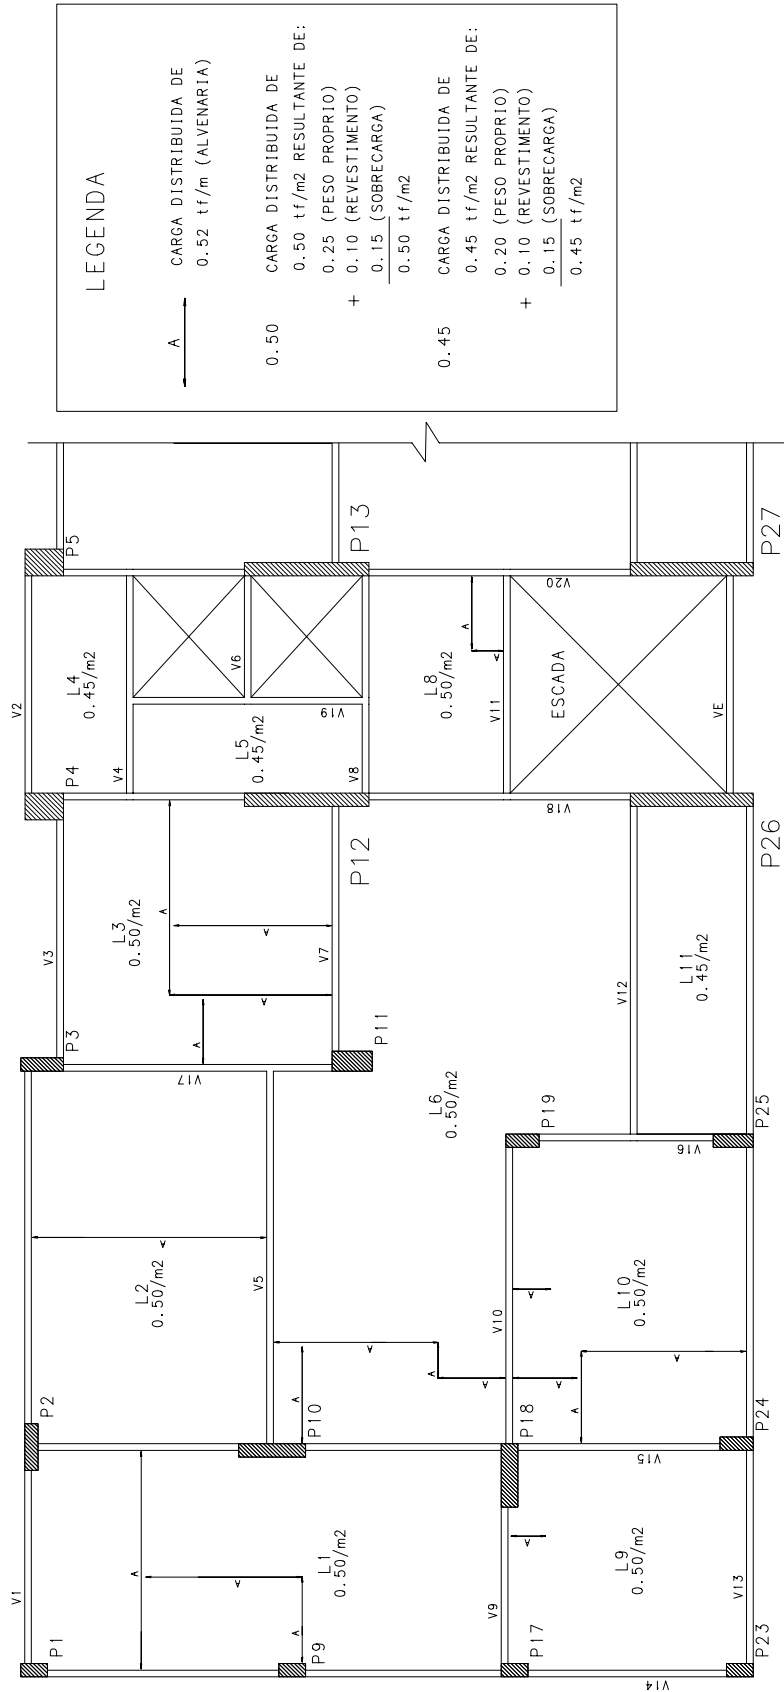 LEGENDA
A
CARGA DISTRIBUIDA DE
0.52 tf/m (ALVENARIA)
0.50
CARGA DISTRIBUIDA DE
0.50 tf/m2 RESULTANTE DE:
0.25 (PESO PROPRIO)
+ 0.10 (REVESTIMENTO)
0.15 (SOBRECARGA)
0.50 tf/m2
0.45
CARGA DISTRIBUIDA DE
0.45 tf/m2 RESULTANTE DE:
0.20 (PESO PROPRIO)
+ 0.10 (REVESTIMENTO)
0.15 (SOBRECARGA)
0.45 tf/m2
V1
P1
P2
V2
P4
P5
V3
P3
L4
0.45/m2
V4
L3
0.50/m2
A
A
A
A
V17
L2
0.50/m2
A
V5
A
A
L5
0.45/m2
V6
V19
V8
V7
P9
L1
0.50/m2
A
A
P10
A
A
A
P11
P12
P13
L8
0.50/m2
A
A
V11
L6
0.50/m2
V9
V10
P17
P18
P19
A
A
A
A
A
ESCADA
V18
V20
V12
L9
0.50/m2
L10
0.50/m2
L11
0.45/m2
V14
V15
V16
V13
VE
P23
P24
P25
P26
P27